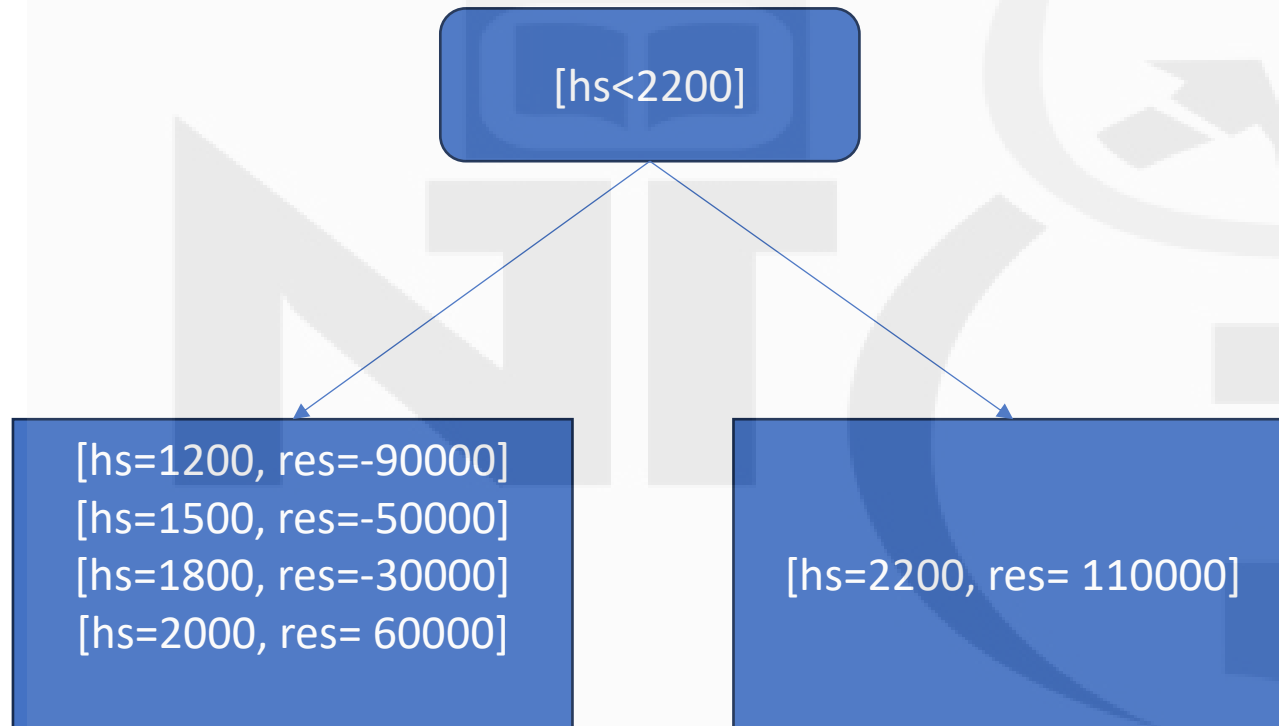 [hs<2200]
[hs=1200, res=-90000]
[hs=1500, res=-50000]
[hs=1800, res=-30000]
[hs=2000, res= 60000]
[hs=2200, res= 110000]